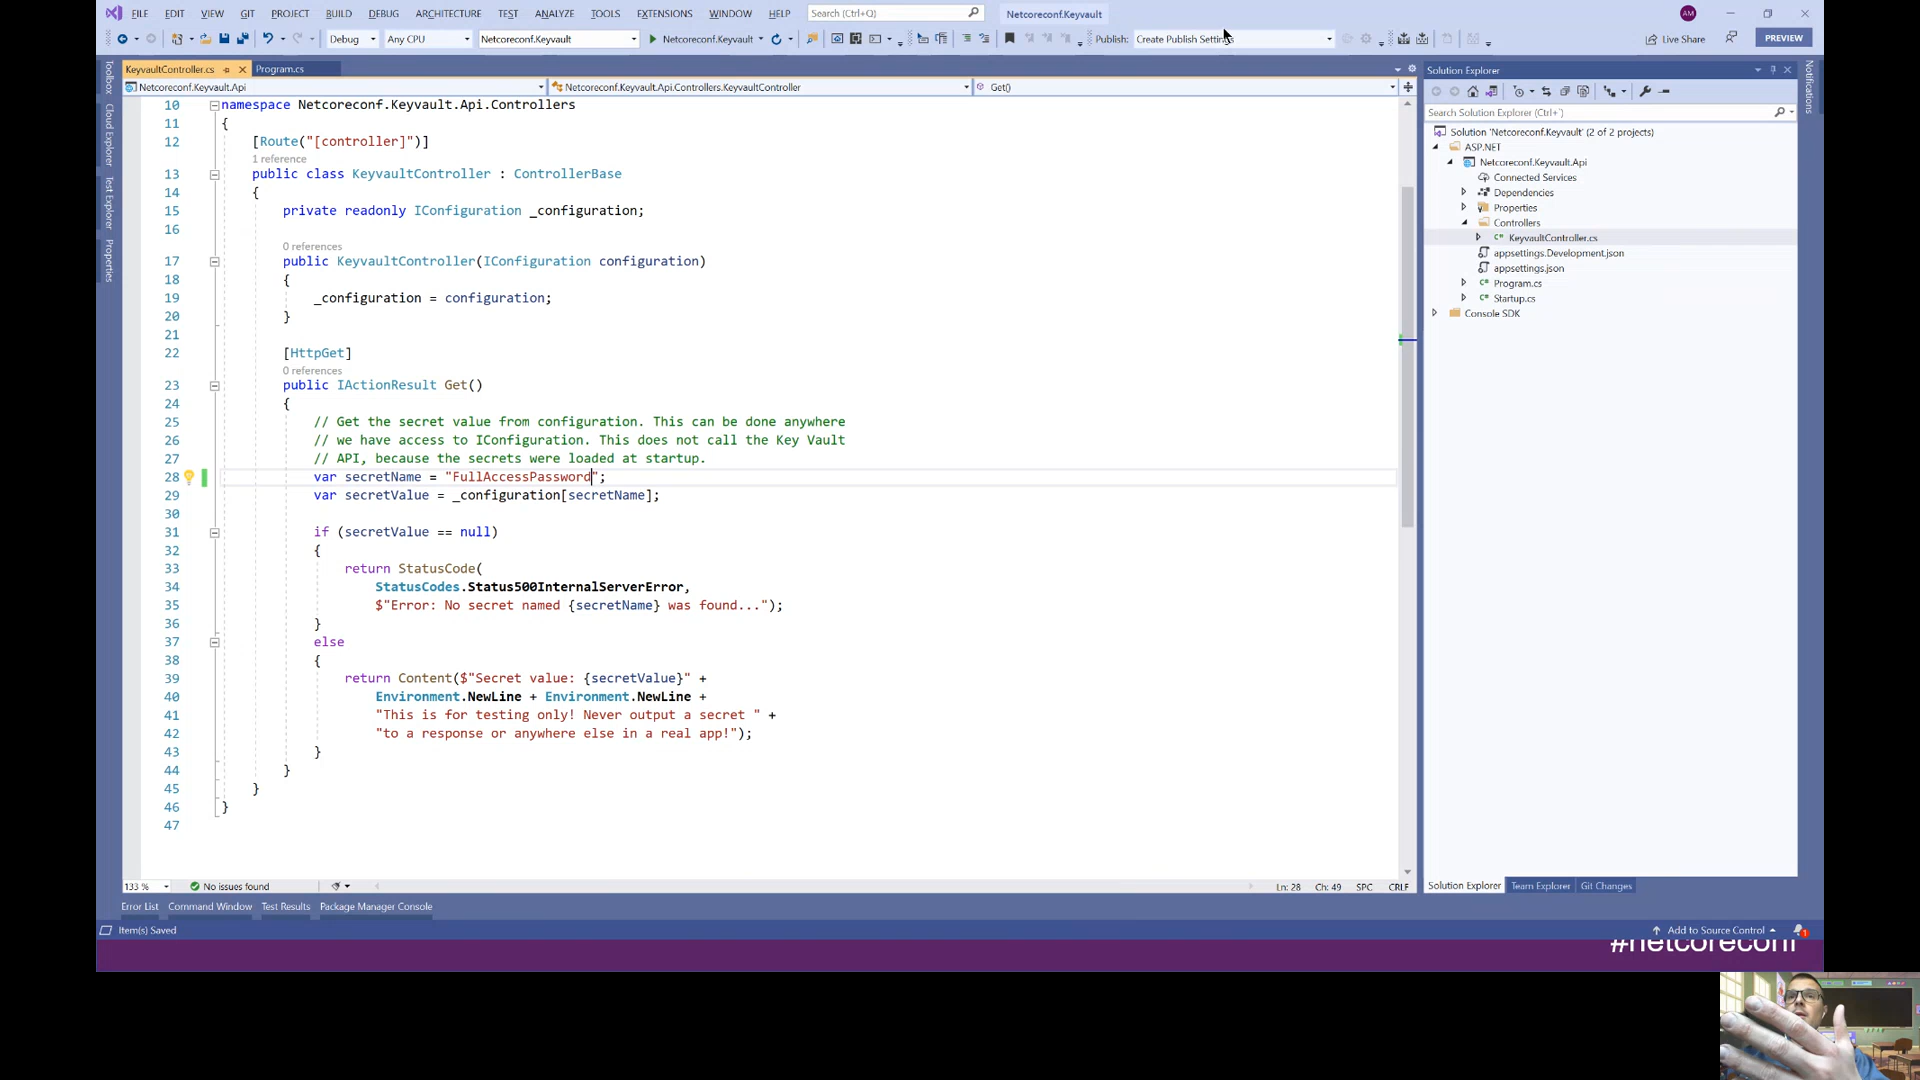 FILE EDIT VIEW GIT PROJECT BUILD DEBUG ARCHITECTURE TEST ANALYZE TOOLS EXTENSIONS WINDOW HELP Search (Ctrl+Q) Netcoreconf.Keyvault AM
Debug Any CPU Netcoreconf.Keyvault Netcoreconf.Keyvault Publish: Create Publish Settings Live Share PREVIEW
KeyvaultController.cs Program.cs
Netcoreconf.Keyvault.Api Netcoreconf.Keyvault.Api.Controllers.KeyvaultController Get()
Toolbox
Cloud Explorer
Test Explorer
Properties
10 namespace Netcoreconf.Keyvault.Api.Controllers
11 {
12 [Route("[controller]")]
1 reference
13 public class KeyvaultController : ControllerBase
14 {
15 private readonly IConfiguration _configuration;
16
0 references
17 public KeyvaultController(IConfiguration configuration)
18 {
19 _configuration = configuration;
20 }
21
22 [HttpGet]
0 references
23 public IActionResult Get()
24 {
25 // Get the secret value from configuration. This can be done anywhere
26 // we have access to IConfiguration. This does not call the Key Vault
27 // API, because the secrets were loaded at startup.
28 var secretName = "FullAccessPassword";
29 var secretValue = _configuration[secretName];
30
31 if (secretValue == null)
32 {
33 return StatusCode(
34 StatusCodes.Status500InternalServerError,
35 $"Error: No secret named {secretName} was found...");
36 }
37 else
38 {
39 return Content($"Secret value: {secretValue}" +
40 Environment.NewLine + Environment.NewLine +
41 "This is for testing only! Never output a secret " +
42 "to a response or anywhere else in a real app!");
43 }
44 }
45 }
46 }
47
133 % No issues found Ln: 28 Ch: 49 SPC CRLF
Error List Command Window Test Results Package Manager Console
Item(s) Saved Add to Source Control 1
Solution Explorer
Search Solution Explorer (Ctrl+`)
Solution 'Netcoreconf.Keyvault' (2 of 2 projects)
ASP.NET
Netcoreconf.Keyvault.Api
Connected Services
Dependencies
Properties
Controllers
KeyvaultController.cs
appsettings.Development.json
appsettings.json
Program.cs
Startup.cs
Console SDK
Solution Explorer Team Explorer Git Changes
Notifications
#netcoreconf